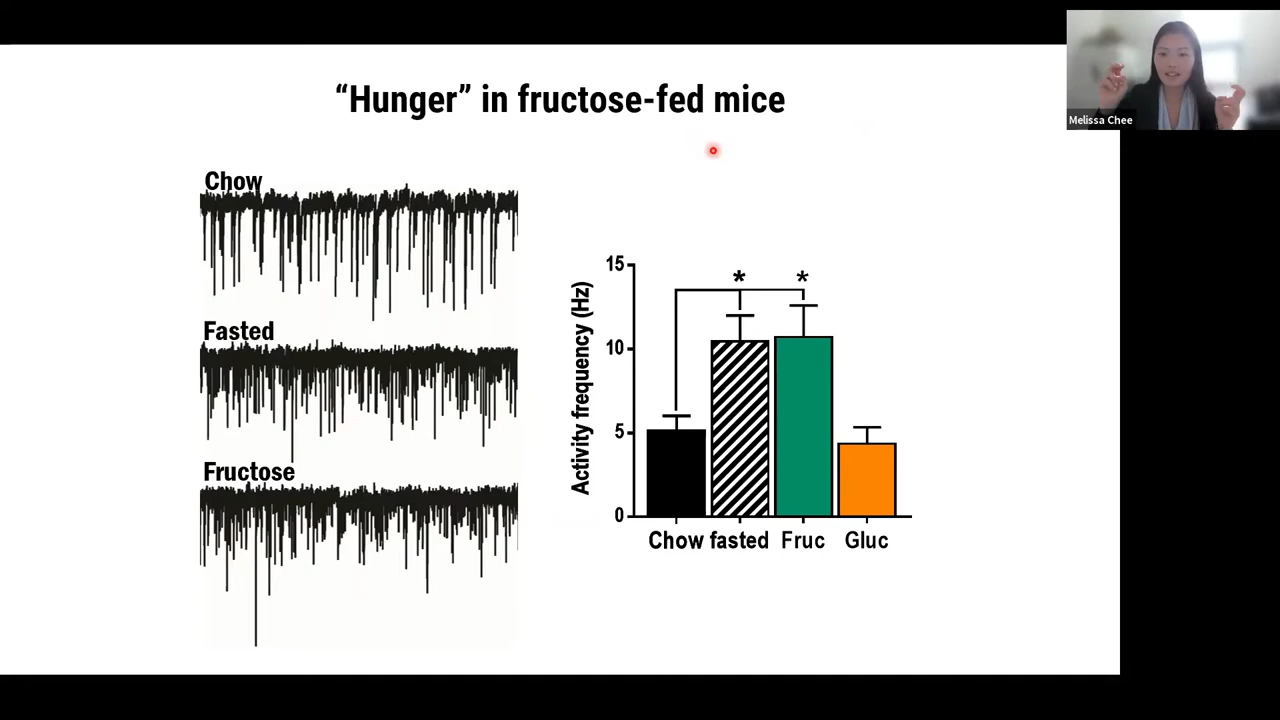 “Hunger” in fructose-fed mice
Melissa Chee
Chow
Fasted
Fructose
Activity frequency (Hz)
15
10
5
0
* *
Chow fasted Fruc Gluc